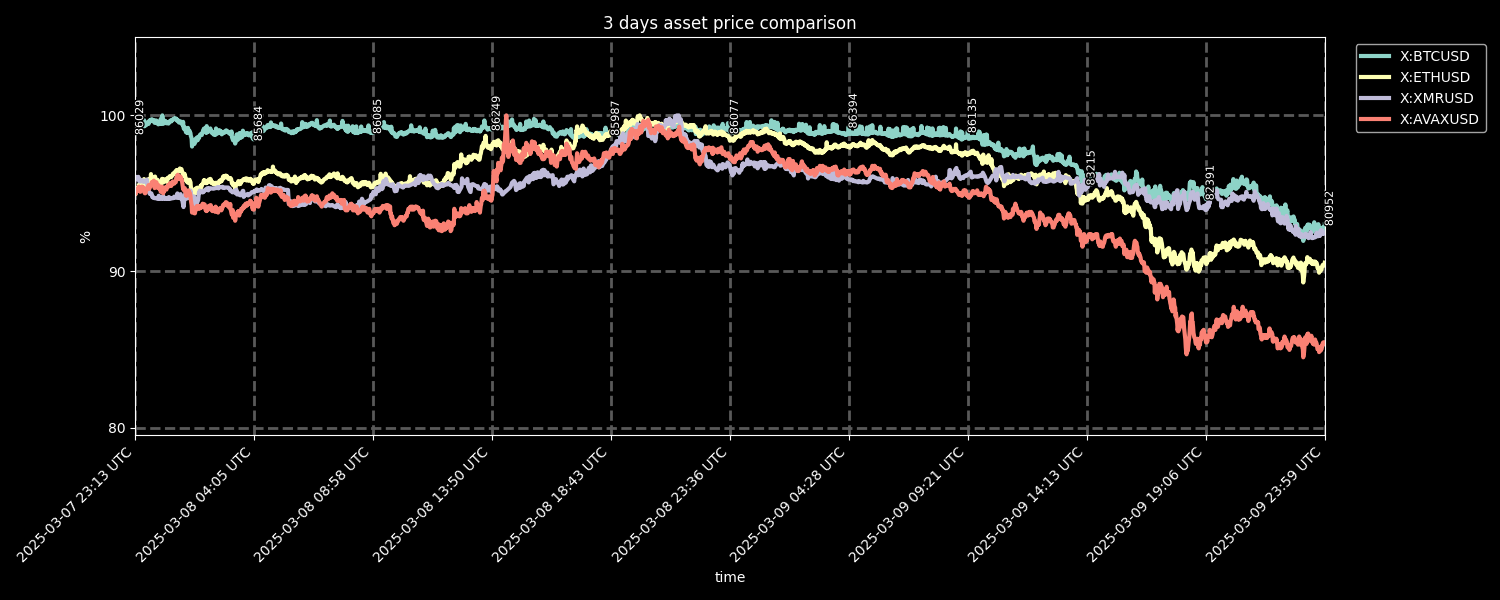 3 days asset price comparison
X:BTCUSD
X:ETHUSD
X:XMRUSD
X:AVAXUSD
100
90
80
%
86029
85684
86085
86249
85987
86077
86394
86135
83215
82391
80952
2025-03-07 23:13 UTC
2025-03-08 04:05 UTC
2025-03-08 08:58 UTC
2025-03-08 13:50 UTC
2025-03-08 18:43 UTC
2025-03-08 23:36 UTC
2025-03-09 04:28 UTC
2025-03-09 09:21 UTC
2025-03-09 14:13 UTC
2025-03-09 19:06 UTC
2025-03-09 23:59 UTC
time